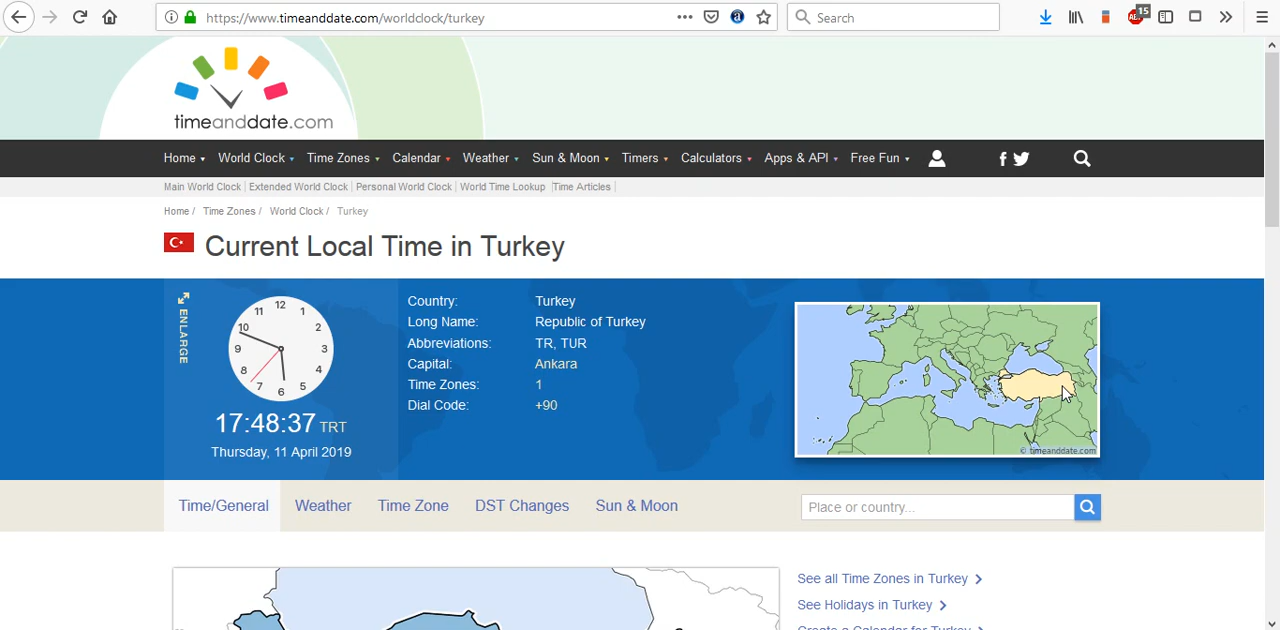 https://www.timeanddate.com/worldclock/turkey
Search
15
timeanddate.com
Home World Clock Time Zones Calendar Weather Sun & Moon Timers Calculators Apps & API Free Fun
Main World Clock | Extended World Clock | Personal World Clock | World Time Lookup | Time Articles |
Home / Time Zones / World Clock / Turkey
Current Local Time in Turkey
ENLARGE
12
1
2
3
4
5
6
7
8
9
10
11
17:48:37 TRT
Thursday, 11 April 2019
Country: Turkey
Long Name: Republic of Turkey
Abbreviations: TR, TUR
Capital: Ankara
Time Zones: 1
Dial Code: +90
© timeanddate.com
Time/General Weather Time Zone DST Changes Sun & Moon
Place or country...
See all Time Zones in Turkey
See Holidays in Turkey
Create a Calendar for Turkey